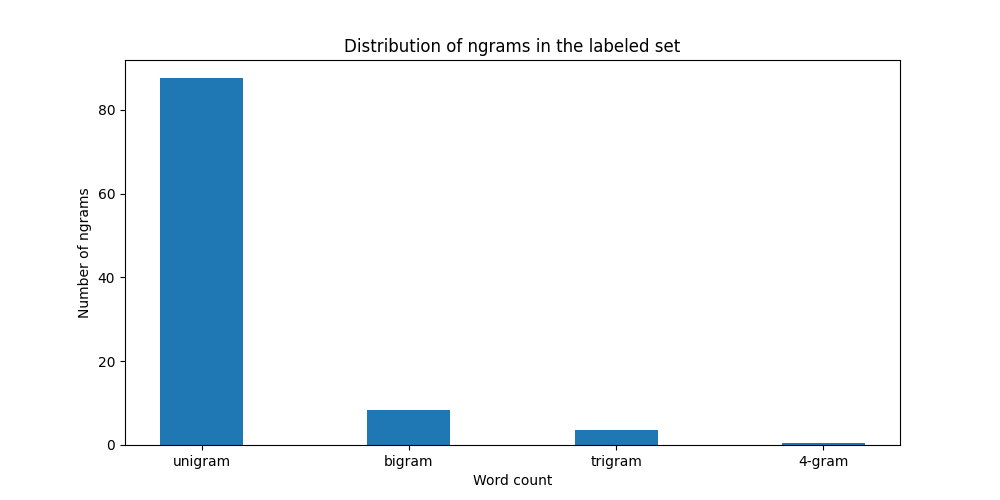 Distribution of ngrams in the labeled set
80
60
40
20
0
Number of ngrams
unigram
bigram
trigram
4-gram
Word count